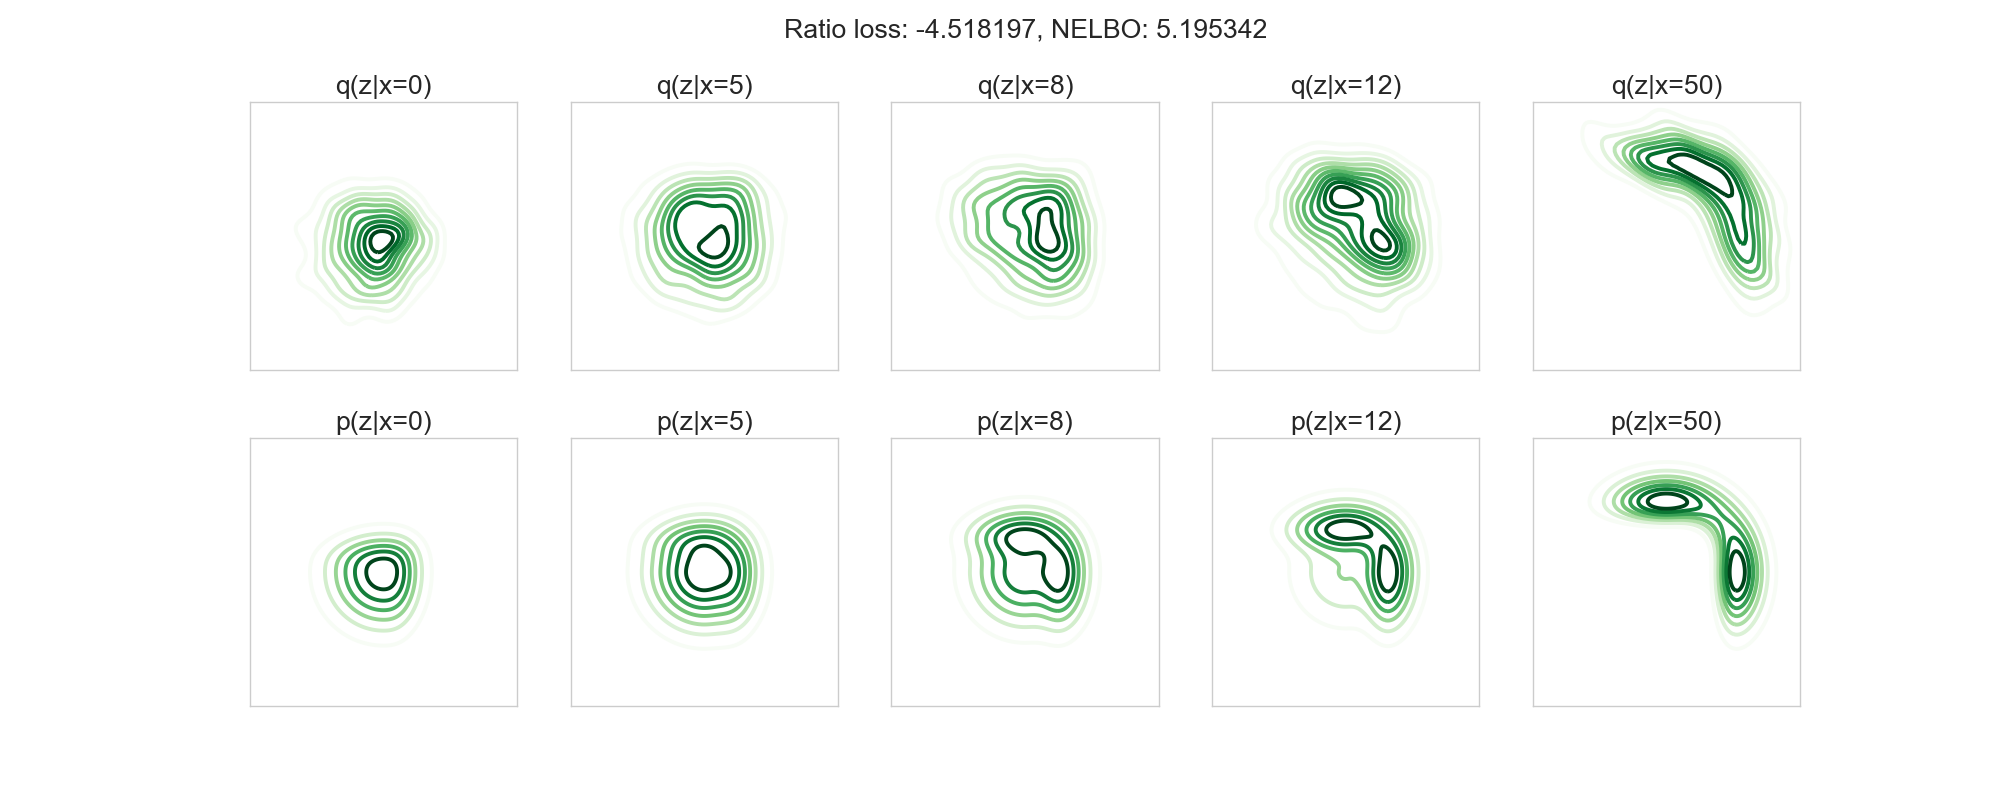 Ratio loss: -4.518197, NELBO: 5.195342
q(z|x=0) q(z|x=5) q(z|x=8) q(z|x=12) q(z|x=50)
p(z|x=0) p(z|x=5) p(z|x=8) p(z|x=12) p(z|x=50)